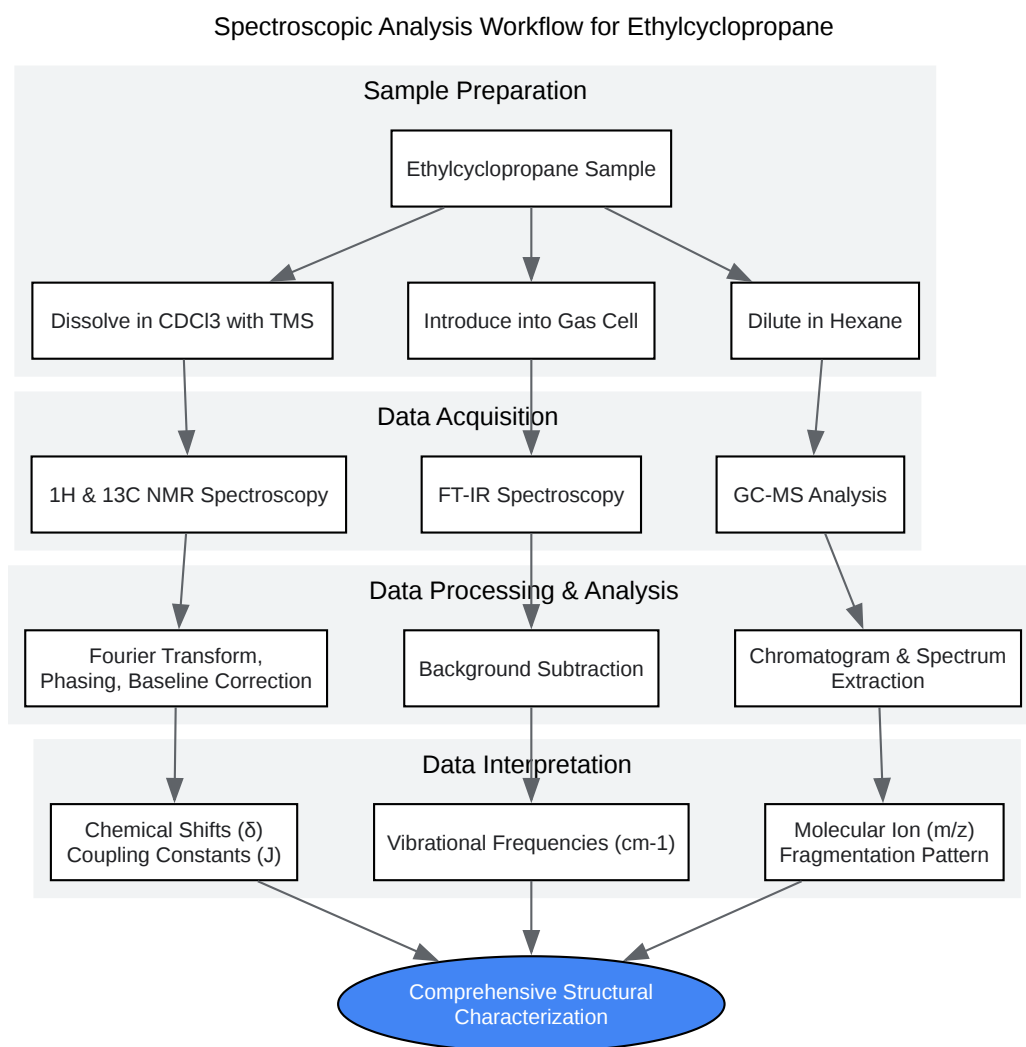 Spectroscopic Analysis Workflow for Ethylcyclopropane
Sample Preparation
Ethylcyclopropane Sample
Dissolve in CDCl3 with TMS
Introduce into Gas Cell
Dilute in Hexane
Data Acquisition
1H & 13C NMR Spectroscopy
FT-IR Spectroscopy
GC-MS Analysis
Data Processing & Analysis
Fourier Transform,
Phasing, Baseline Correction
Background Subtraction
Chromatogram & Spectrum
Extraction
Data Interpretation
Chemical Shifts (δ)
Coupling Constants (J)
Vibrational Frequencies (cm-1)
Molecular Ion (m/z)
Fragmentation Pattern
Comprehensive Structural
Characterization